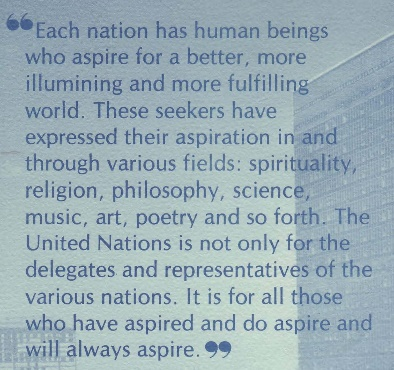 “Each nation has human beings
who aspire for a better, more
illumining and more fulfilling
world. These seekers have
expressed their aspiration in and
through various fields: spirituality,
religion, philosophy, science,
music, art, poetry and so forth. The
United Nations is not only for the
delegates and representatives of the
various nations. It is for all those
who have aspired and do aspire and
will always aspire.”